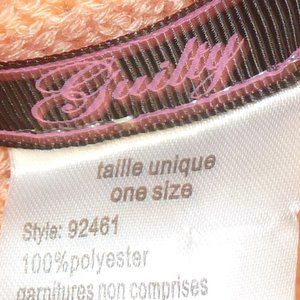 Guilty
taille unique
one size
Style: 92461
100%polyester
garnitures non comprises